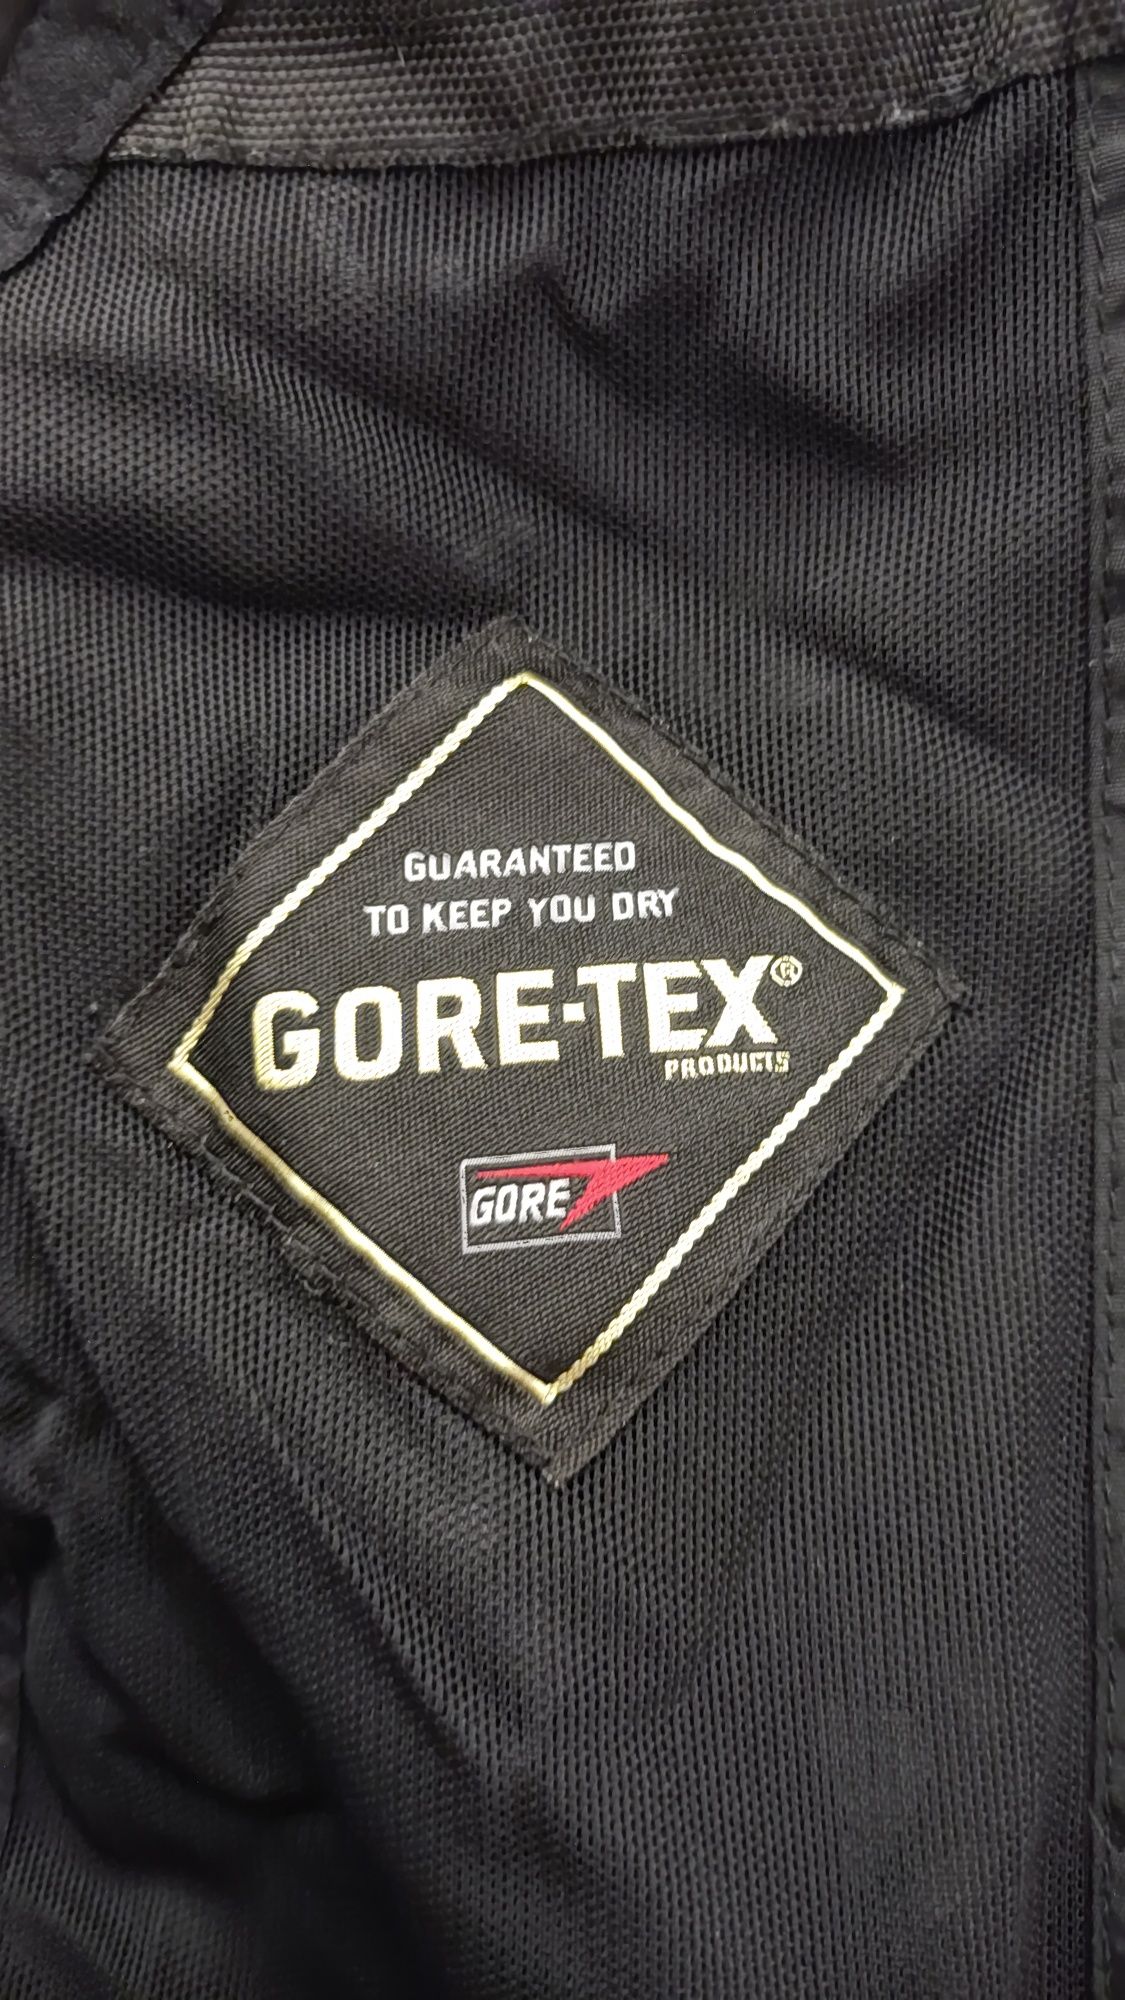 GUARANTEED
TO KEEP YOU DRY
GORE-TEX®
PRODUCTS
GORE